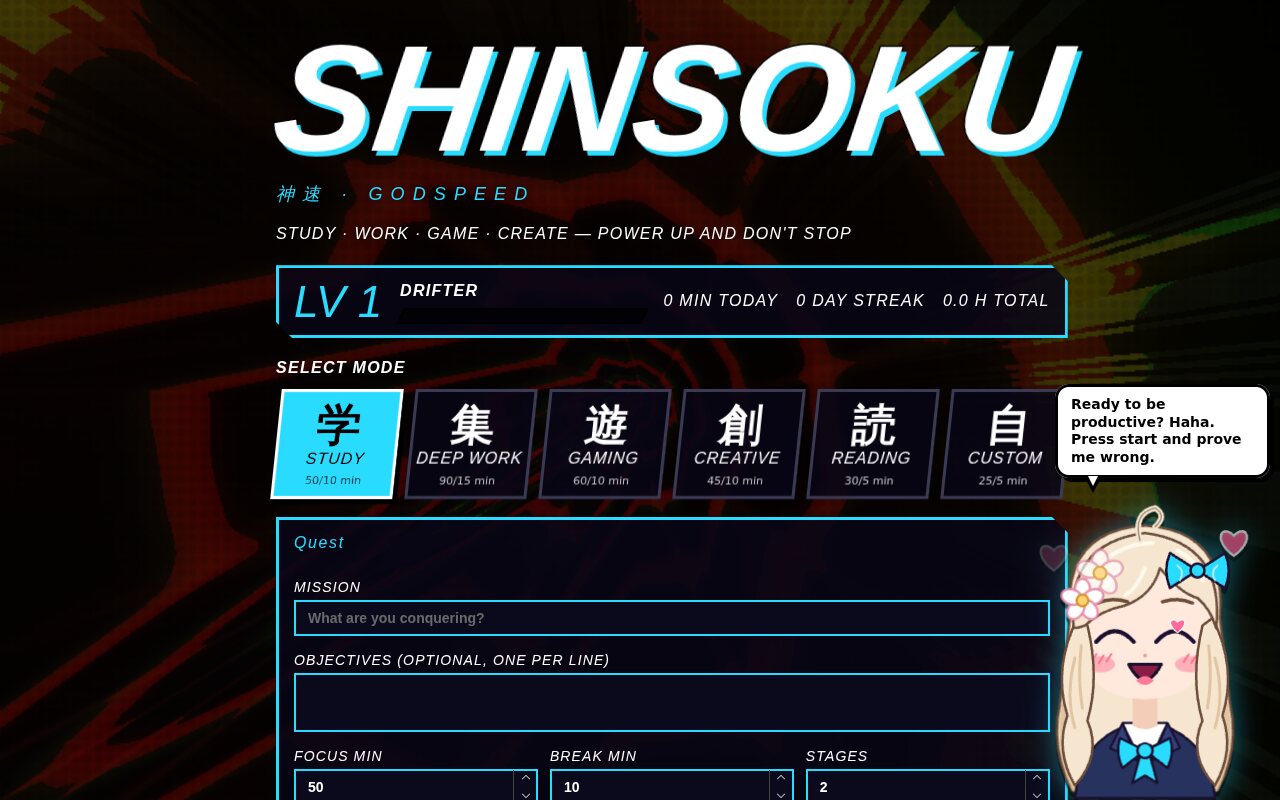 SHINSOKU
神速 · GODSPEED
STUDY · WORK · GAME · CREATE — POWER UP AND DON'T STOP
LV 1
DRIFTER
0 MIN TODAY 0 DAY STREAK 0.0 H TOTAL
SELECT MODE
学
STUDY
50/10 min
集
DEEP WORK
90/15 min
遊
GAMING
60/10 min
創
CREATIVE
45/10 min
読
READING
30/5 min
自
CUSTOM
25/5 min
Ready to be
productive? Haha.
Press start and prove
me wrong.
Quest
MISSION
What are you conquering?
OBJECTIVES (OPTIONAL, ONE PER LINE)
FOCUS MIN
50
BREAK MIN
10
STAGES
2